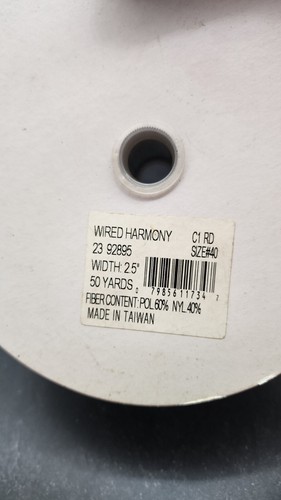 WIRED HARMONY C1 RD
23 92895 SIZE#40
WIDTH: 2.5"
50 YARDS
0 7985611734 7
FIBER CONTENT: POL.60% NYL.40%
MADE IN TAIWAN